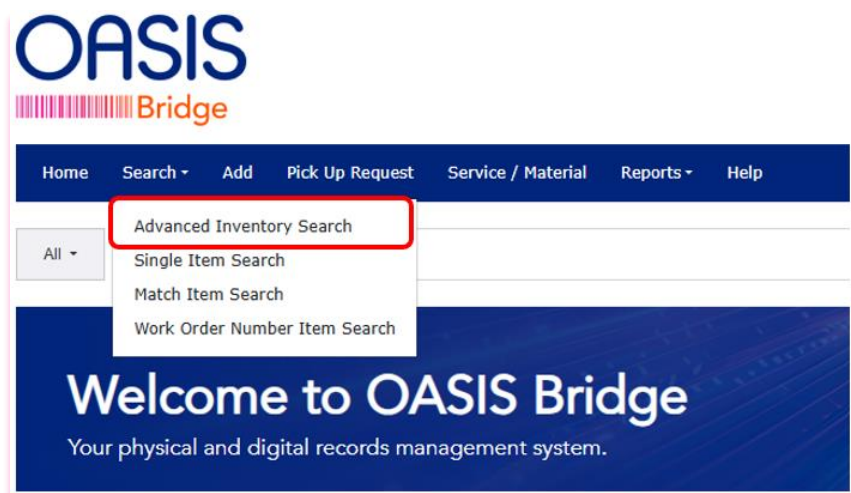 OASIS
Bridge
Home Search Add Pick Up Request Service / Material Reports Help
Advanced Inventory Search
All
Single Item Search
Match Item Search
Work Order Number Item Search
Welcome to OASIS Bridge
Your physical and digital records management system.